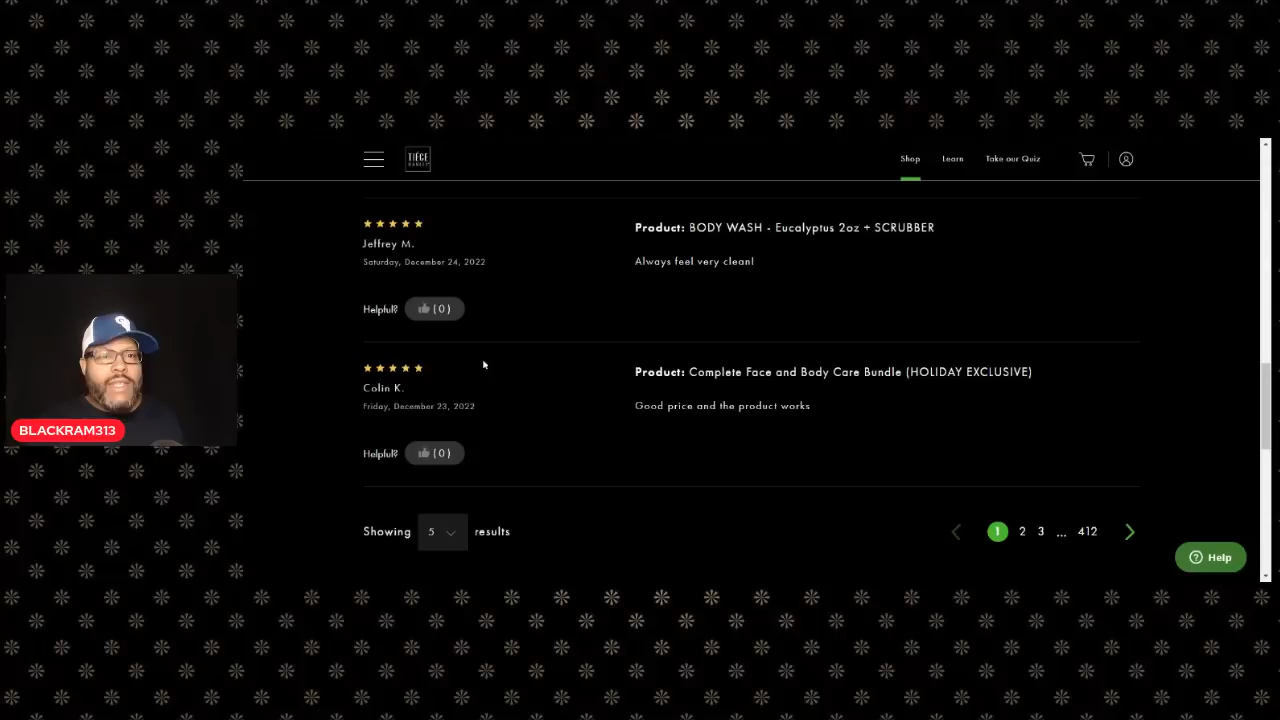 TIÈGE
Shop
Learn
Take our Quiz
Jeffrey M.
Saturday, December 24, 2022
Product: BODY WASH - Eucalyptus 2oz + SCRUBBER
Always feel very clean!
Helpful? (0)
Colin K.
Friday, December 23, 2022
Product: Complete Face and Body Care Bundle (HOLIDAY EXCLUSIVE)
Good price and the product works
Helpful? (0)
BLACKRAM313
Showing 5 results
1 2 3 ... 412
Help